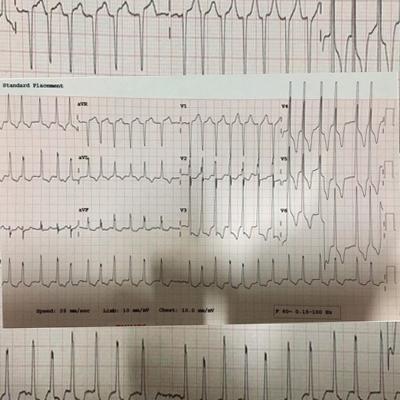 Standard Placement
aVR
V1
V4
aVL
V2
V5
aVF
V3
V6
Speed: 25 mm/sec Limb: 10 mm/mV Chest: 10.0 mm/mV
F 60~ 0.15-100 Hz